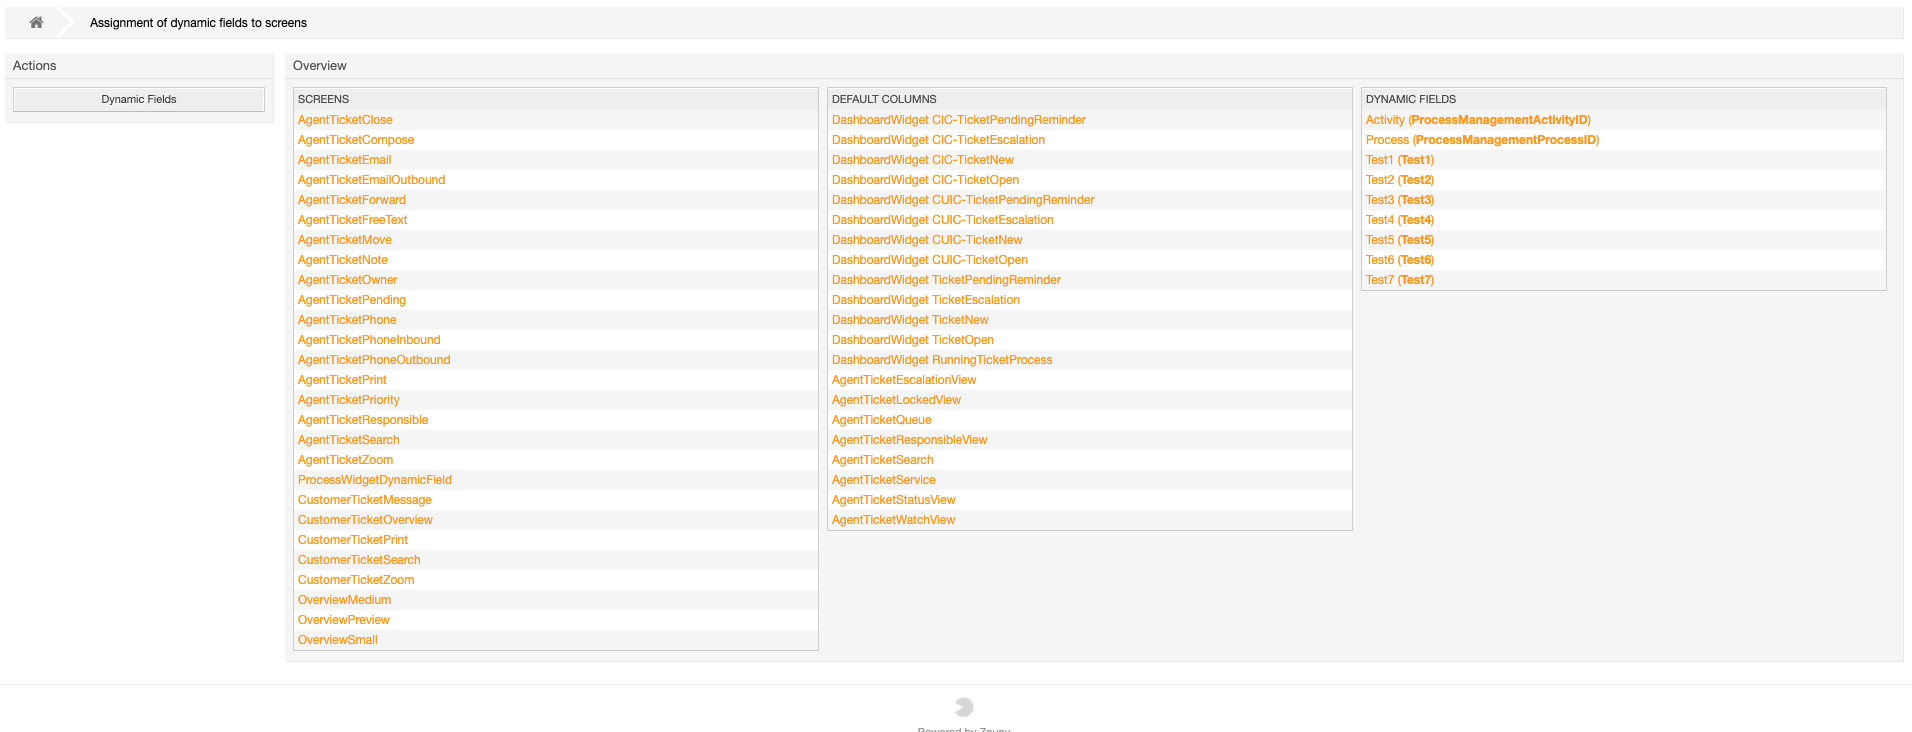 Assignment of dynamic fields to screens
Actions
Dynamic Fields
Overview
SCREENS
AgentTicketClose
AgentTicketCompose
AgentTicketEmail
AgentTicketEmailOutbound
AgentTicketForward
AgentTicketFreeText
AgentTicketMove
AgentTicketNote
AgentTicketOwner
AgentTicketPending
AgentTicketPhone
AgentTicketPhoneInbound
AgentTicketPhoneOutbound
AgentTicketPrint
AgentTicketPriority
AgentTicketResponsible
AgentTicketSearch
AgentTicketZoom
ProcessWidgetDynamicField
CustomerTicketMessage
CustomerTicketOverview
CustomerTicketPrint
CustomerTicketSearch
CustomerTicketZoom
OverviewMedium
OverviewPreview
OverviewSmall
DEFAULT COLUMNS
DashboardWidget CIC-TicketPendingReminder
DashboardWidget CIC-TicketEscalation
DashboardWidget CIC-TicketNew
DashboardWidget CIC-TicketOpen
DashboardWidget CUIC-TicketPendingReminder
DashboardWidget CUIC-TicketEscalation
DashboardWidget CUIC-TicketNew
DashboardWidget CUIC-TicketOpen
DashboardWidget TicketPendingReminder
DashboardWidget TicketEscalation
DashboardWidget TicketNew
DashboardWidget TicketOpen
DashboardWidget RunningTicketProcess
AgentTicketEscalationView
AgentTicketLockedView
AgentTicketQueue
AgentTicketResponsibleView
AgentTicketSearch
AgentTicketService
AgentTicketStatusView
AgentTicketWatchView
DYNAMIC FIELDS
Activity (ProcessManagementActivityID)
Process (ProcessManagementProcessID)
Test1 (Test1)
Test2 (Test2)
Test3 (Test3)
Test4 (Test4)
Test5 (Test5)
Test6 (Test6)
Test7 (Test7)
Powered by Znuny